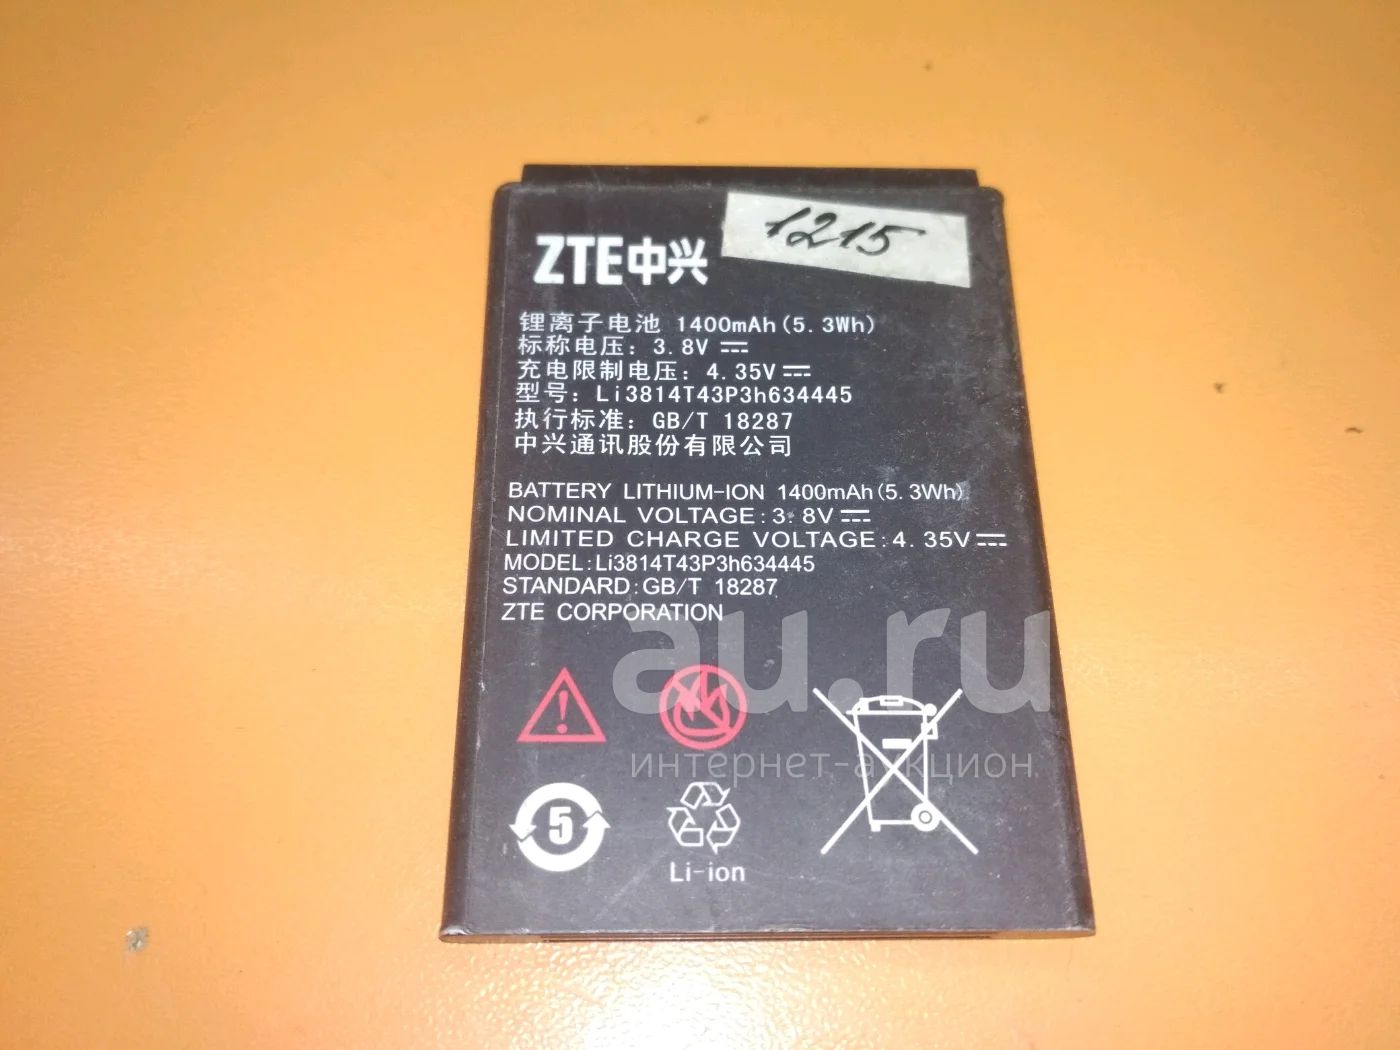 1215
ZTE中兴
锂离子电池 1400mAh(5.3Wh)
标称电压：3.8V
充电限制电压：4.35V
型号：Li3814T43P3h634445
执行标准：GB/T 18287
中兴通讯股份有限公司
BATTERY LITHIUM-ION 1400mAh(5.3Wh)
NOMINAL VOLTAGE:3.8V
LIMITED CHARGE VOLTAGE:4.35V
MODEL:Li3814T43P3h634445
STANDARD:GB/T 18287
ZTE CORPORATION
au.ru
интернет-аукцион
5
Li-ion